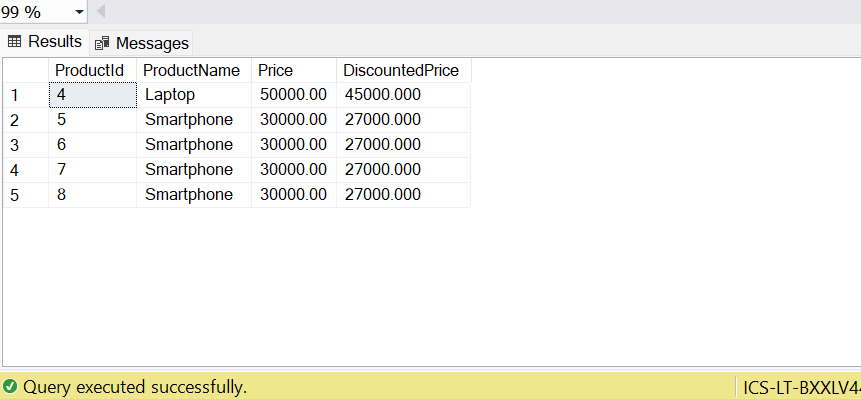 99 %
Results Messages
ProductId ProductName Price DiscountedPrice
1 4 Laptop 50000.00 45000.000
2 5 Smartphone 30000.00 27000.000
3 6 Smartphone 30000.00 27000.000
4 7 Smartphone 30000.00 27000.000
5 8 Smartphone 30000.00 27000.000
Query executed successfully. ICS-LT-BXXLV44